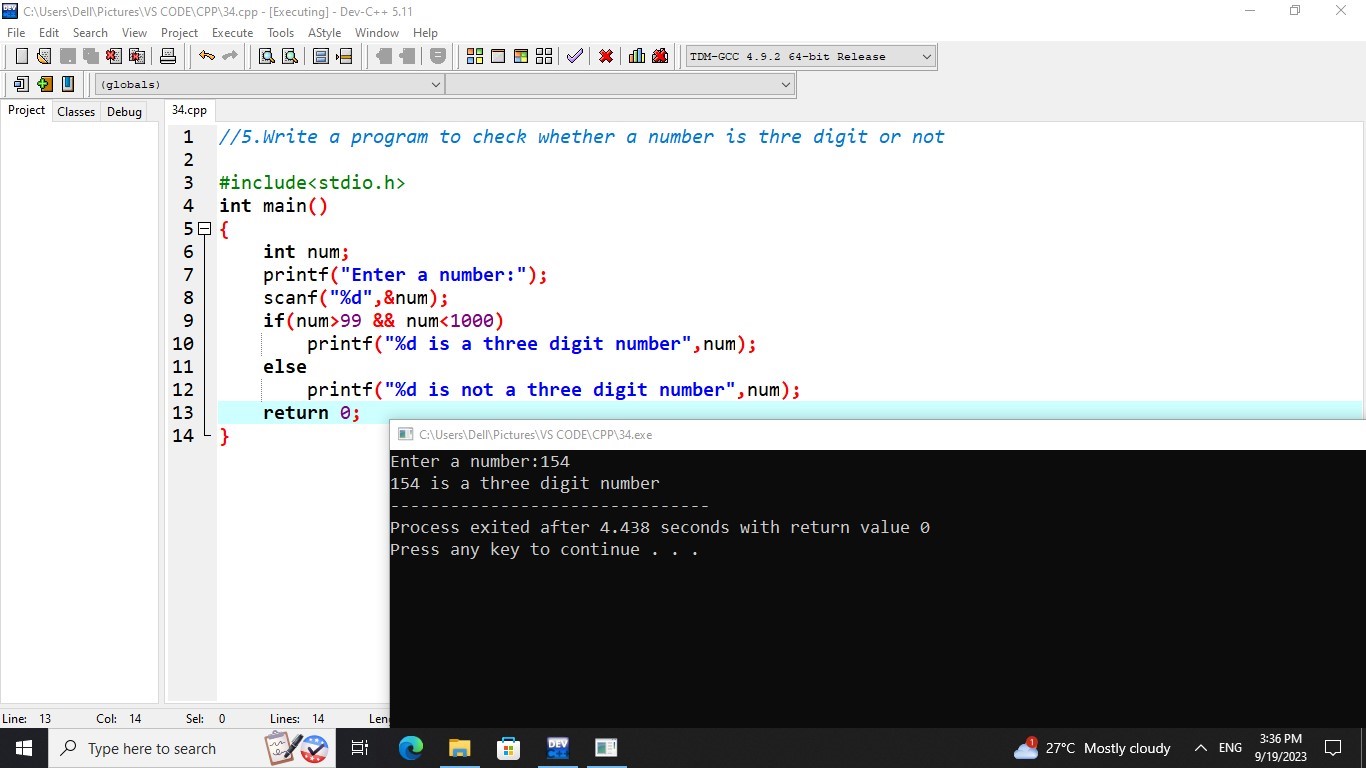 C:\Users\Dell\Pictures\VS CODE\CPP\34.cpp - [Executing] - Dev-C++ 5.11
File Edit Search View Project Execute Tools AStyle Window Help
TDM-GCC 4.9.2 64-bit Release
(globals)
Project Classes Debug 34.cpp
1 //5.Write a program to check whether a number is thre digit or not
2
3 #include<stdio.h>
4 int main()
5 {
6 int num;
7 printf("Enter a number:");
8 scanf("%d",&num);
9 if(num>99 && num<1000)
10 printf("%d is a three digit number",num);
11 else
12 printf("%d is not a three digit number",num);
13 return 0;
14 }
C:\Users\Dell\Pictures\VS CODE\CPP\34.exe
Enter a number:154
154 is a three digit number
--------------------------------
Process exited after 4.438 seconds with return value 0
Press any key to continue . . .
Line: 13 Col: 14 Sel: 0 Lines: 14
Type here to search
DEV
1
27°C Mostly cloudy
ENG
3:36 PM
9/19/2023